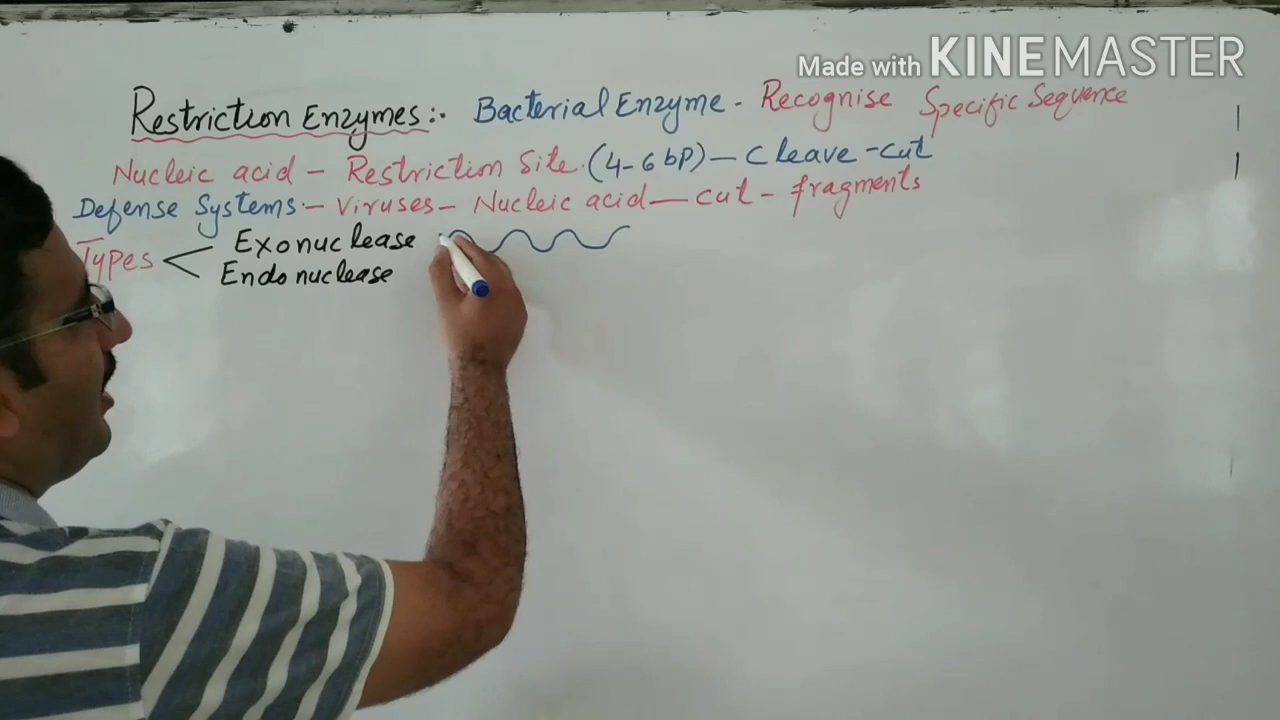 Made with KINEMASTER
Restriction Enzymes:. Bacterial Enzyme - Recognise Specific Sequence
Nucleic acid - Restriction Site. (4-6 bp) - Cleave - Cut
Defense Systems - Viruses - Nucleic acid - cut - fragments
Types < Exonuclease
Endonuclease